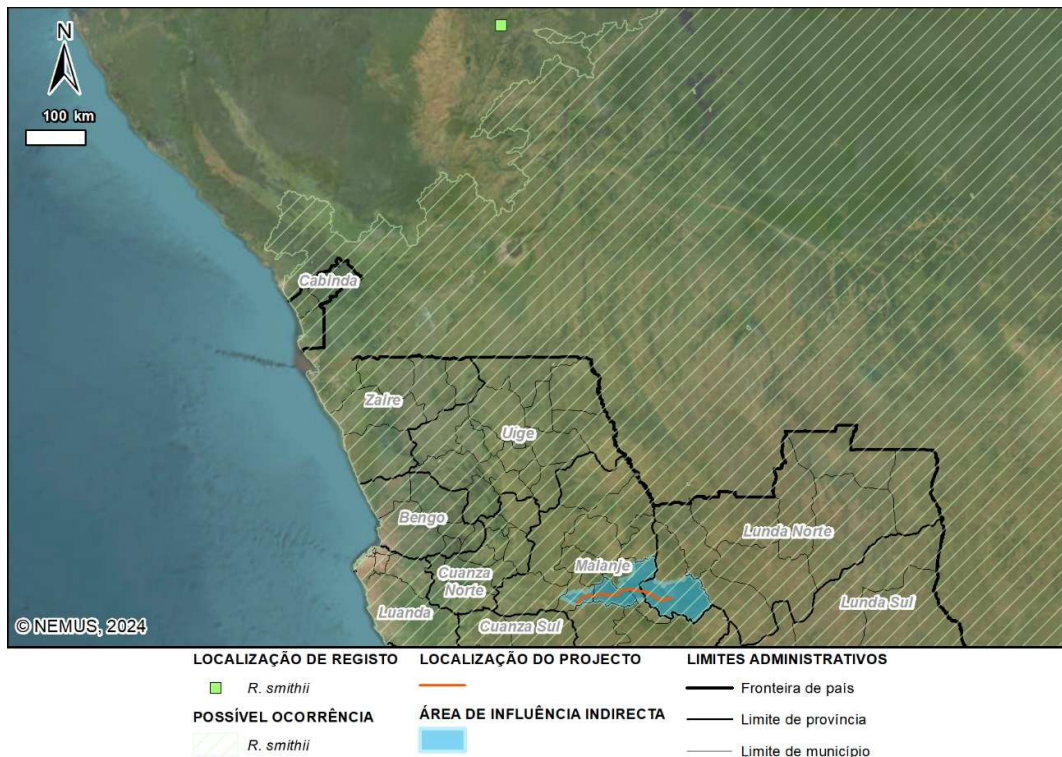 N
100 km
Cabinda
Zaire
Uíge
Bengo
Lunda Norte
Malanje
Cuanza
Norte
Lunda Sul
Luanda
Cuanza Sul
© NEMUS, 2024
LOCALIZAÇÃO DE REGISTO
R. smithii
POSSÍVEL OCORRÊNCIA
R. smithii
LOCALIZAÇÃO DO PROJECTO
ÁREA DE INFLUÊNCIA INDIRECTA
LIMITES ADMINISTRATIVOS
Fronteira de país
Limite de província
Limite de município